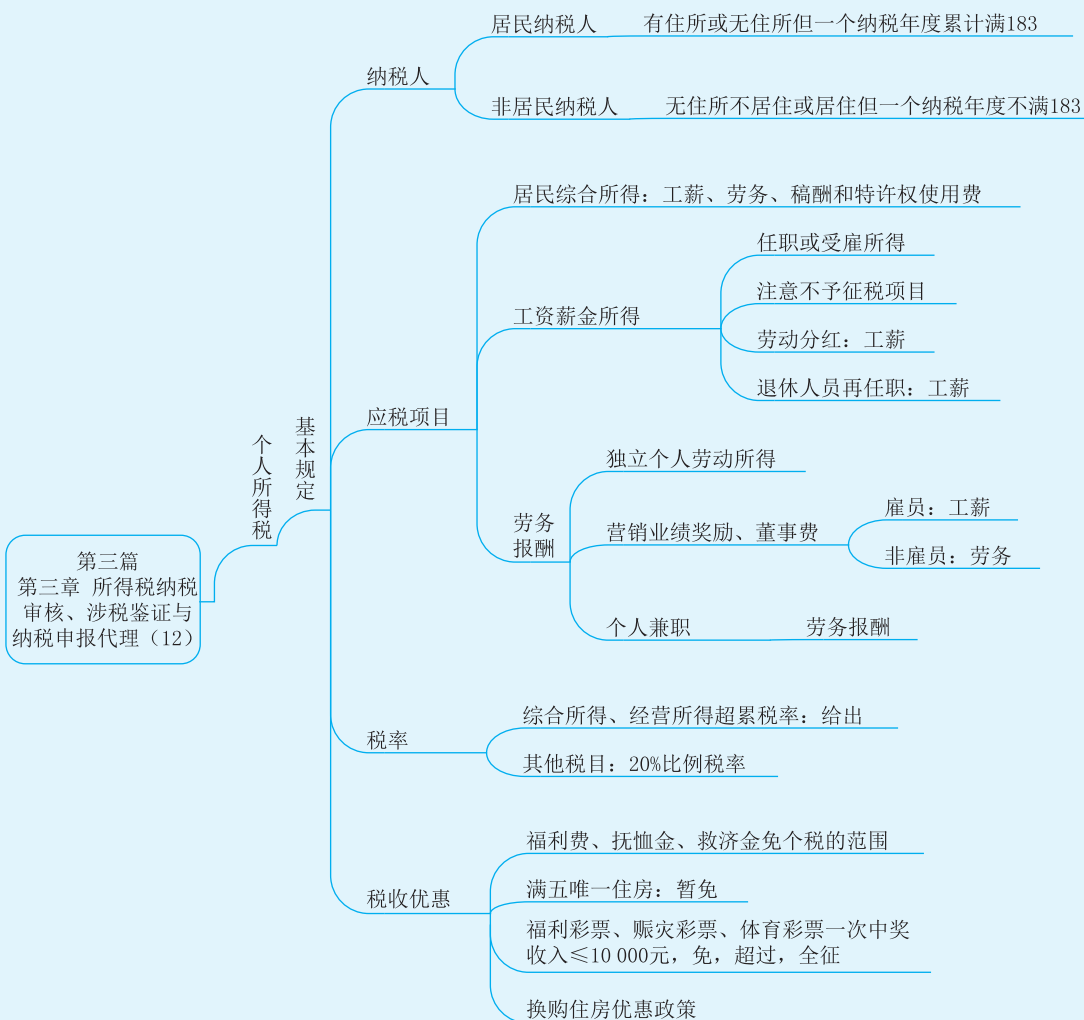 第三篇
第三章 所得税纳税
审核、涉税鉴证与
纳税申报代理（12）
个人所得税
基本规定
纳税人
居民纳税人
有住所或无住所但一个纳税年度累计满183
非居民纳税人
无住所不居住或居住但一个纳税年度不满183
应税项目
居民综合所得：工薪、劳务、稿酬和特许权使用费
工资薪金所得
任职或受雇所得
注意不予征税项目
劳动分红：工薪
退休人员再任职：工薪
劳务
报酬
独立个人劳动所得
营销业绩奖励、董事费
雇员：工薪
非雇员：劳务
个人兼职
劳务报酬
税率
综合所得、经营所得超累税率：给出
其他税目：20%比例税率
税收优惠
福利费、抚恤金、救济金免个税的范围
满五唯一住房：暂免
福利彩票、赈灾彩票、体育彩票一次中奖
收入≤10 000元，免，超过，全征
换购住房优惠政策